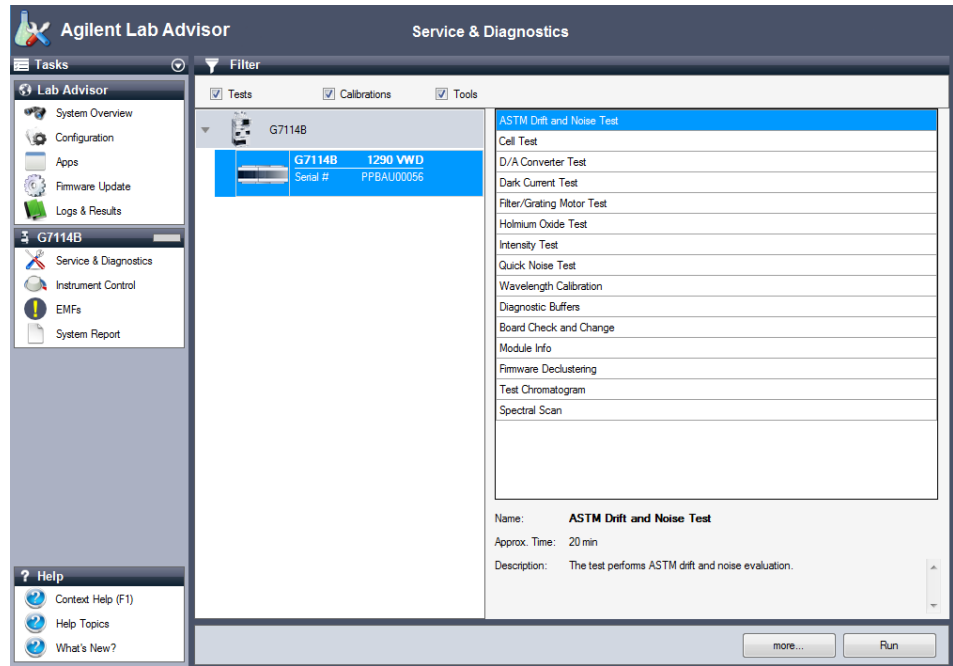 Agilent Lab Advisor
Service & Diagnostics
Tasks
Lab Advisor
System Overview
Configuration
Apps
Firmware Update
Logs & Results
G7114B
Service & Diagnostics
Instrument Control
EMFs
System Report
? Help
Context Help (F1)
Help Topics
What's New?
Filter
Tests
Calibrations
Tools
G7114B
G7114B 1290 VWD
Serial # PPBAU00056
ASTM Drift and Noise Test
Cell Test
D/A Converter Test
Dark Current Test
Filter/Grating Motor Test
Holmium Oxide Test
Intensity Test
Quick Noise Test
Wavelength Calibration
Diagnostic Buffers
Board Check and Change
Module Info
Firmware Declustering
Test Chromatogram
Spectral Scan
Name: ASTM Drift and Noise Test
Approx. Time: 20 min
Description: The test performs ASTM drift and noise evaluation.
more...
Run